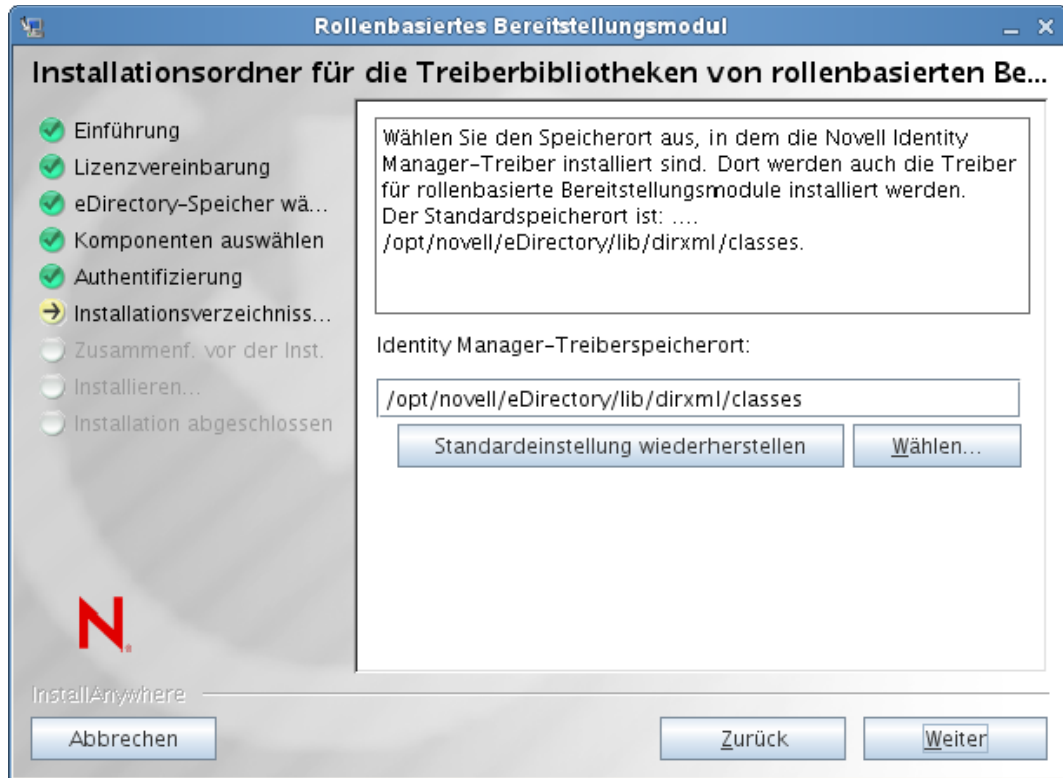 Rollenbasiertes Bereitstellungsmodul
Installationsordner für die Treiberbibliotheken von rollenbasierten Be...
Einführung
Lizenzvereinbarung
eDirectory-Speicher wä...
Komponenten auswählen
Authentifizierung
Installationsverzeichniss...
Zusammenf. vor der Inst.
Installieren...
Installation abgeschlossen
Wählen Sie den Speicherort aus, in dem die Novell Identity
Manager-Treiber installiert sind. Dort werden auch die Treiber
für rollenbasierte Bereitstellungsmodule installiert werden.
Der Standardspeicherort ist: ....
/opt/novell/eDirectory/lib/dirxml/classes.
Identity Manager-Treiberspeicherort:
/opt/novell/eDirectory/lib/dirxml/classes
Standardeinstellung wiederherstellen
Wählen...
N
InstallAnywhere
Abbrechen
Zurück
Weiter